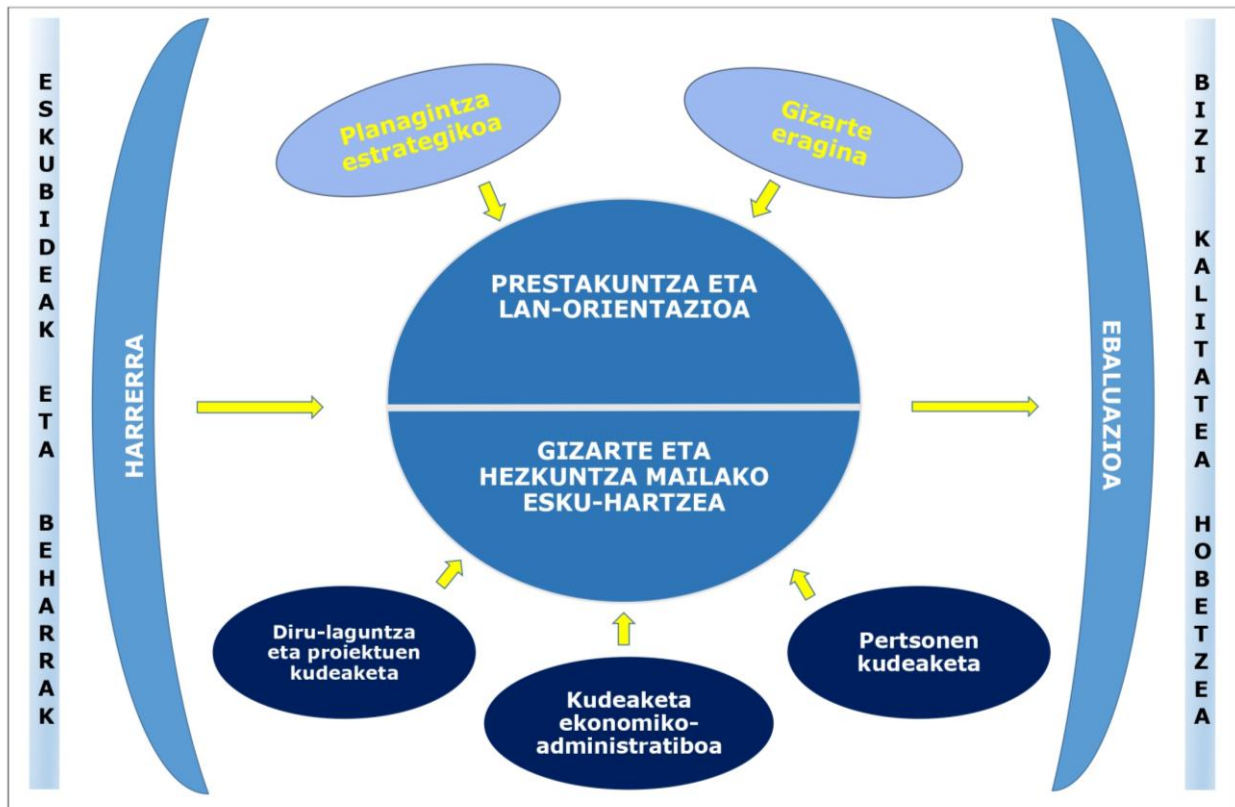 ESKUBIDEAK ETA BEHARRAK
HARRERRA
Planagintza
estrategikoa
Gizarte
eragina
PRESTAKUNTZA ETA
LAN-ORIENTAZIOA
GIZARTE ETA
HEZKUNTZA MAILAKO
ESKU-HARTZEA
Diru-laguntza
eta proiektuen
kudeaketa
Kudeaketa
ekonomiko-
administratiboa
Pertsonen
kudeaketa
EBALUAZIOA
BIZI KALITATEA HOBETZEA